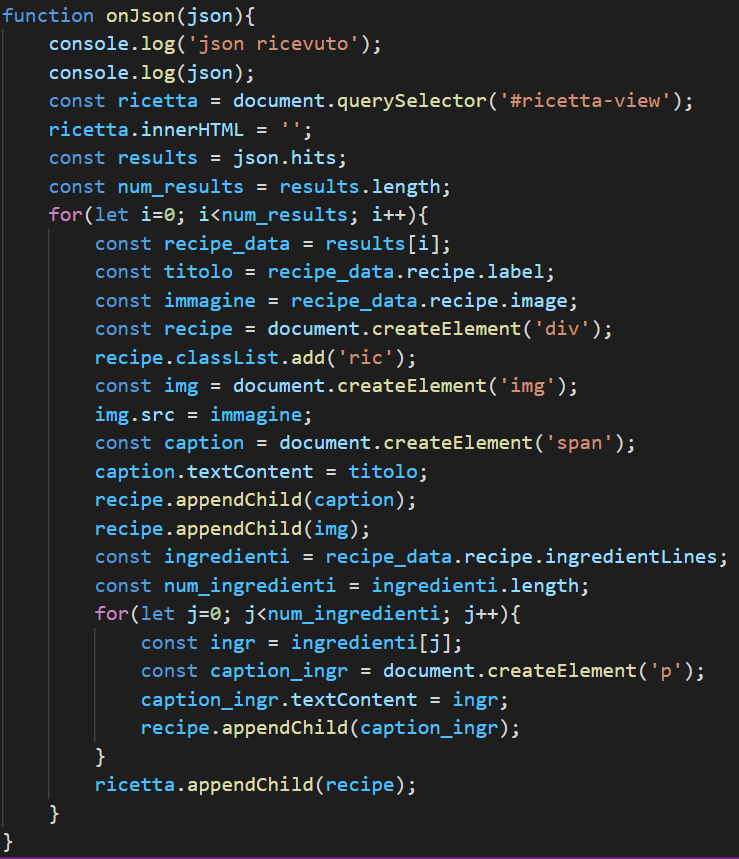 function onJson(json){
    console.log('json ricevuto');
    console.log(json);
    const ricetta = document.querySelector('#ricetta-view');
    ricetta.innerHTML = '';
    const results = json.hits;
    const num_results = results.length;
    for(let i=0; i<num_results; i++){
        const recipe_data = results[i];
        const titolo = recipe_data.recipe.label;
        const immagine = recipe_data.recipe.image;
        const recipe = document.createElement('div');
        recipe.classList.add('ric');
        const img = document.createElement('img');
        img.src = immagine;
        const caption = document.createElement('span');
        caption.textContent = titolo;
        recipe.appendChild(caption);
        recipe.appendChild(img);
        const ingredienti = recipe_data.recipe.ingredientLines;
        const num_ingredienti = ingredienti.length;
        for(let j=0; j<num_ingredienti; j++){
            const ingr = ingredienti[j];
            const caption_ingr = document.createElement('p');
            caption_ingr.textContent = ingr;
            recipe.appendChild(caption_ingr);
        }
        ricetta.appendChild(recipe);
    }
}